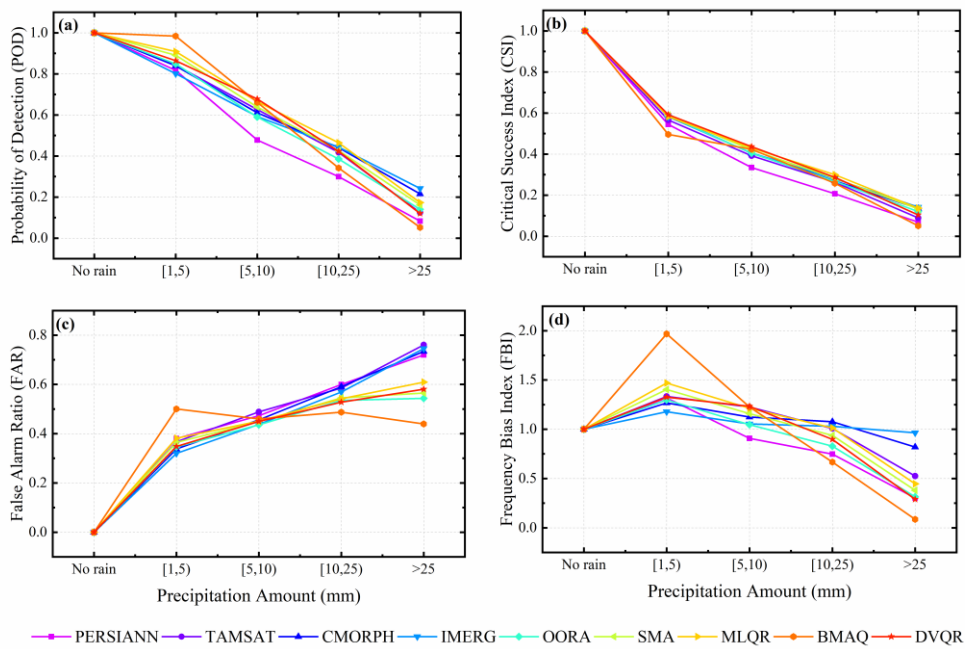 (a)
Probability of Detection (POD)
1.0
0.8
0.6
0.4
0.2
0.0
No rain [1,5) [5,10) [10,25) >25
(b)
Critical Success Index (CSI)
1.0
0.8
0.6
0.4
0.2
0.0
No rain [1,5) [5,10) [10,25) >25
(c)
False Alarm Ratio (FAR)
0.8
0.6
0.4
0.2
0.0
No rain [1,5) [5,10) [10,25) >25
Precipitation Amount (mm)
(d)
Frequency Bias Index (FBI)
2.0
1.5
1.0
0.5
0.0
No rain [1,5) [5,10) [10,25) >25
Precipitation Amount (mm)
PERSIANN TAMSAT CMORPH IMERG OORA SMA MLQR BMAQ DVQR